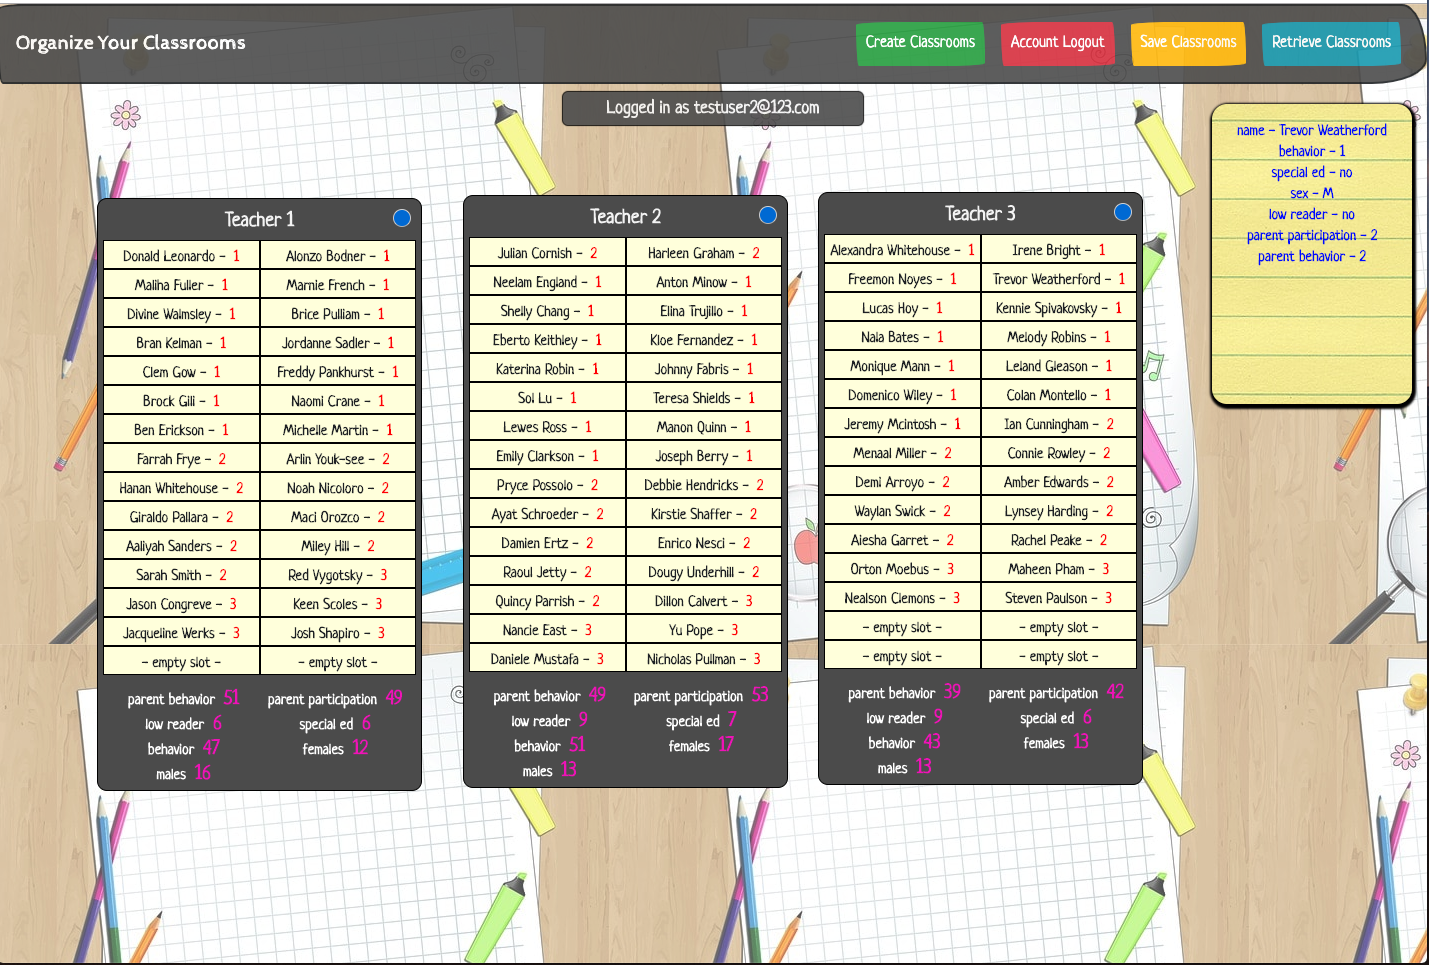 Organize Your Classrooms
Create Classrooms
Account Logout
Save Classrooms
Retrieve Classrooms
Logged in as testuser2@123.com
name - Trevor Weatherford
behavior - 1
special ed - no
sex - M
low reader - no
parent participation - 2
parent behavior - 2
Teacher 1
Donald Leonardo - 1 Alonzo Bodner - 1
Maliha Fuller - 1 Marnie French - 1
Divine Walmsley - 1 Brice Pulliam - 1
Bran Kelman - 1 Jordanne Sadler - 1
Clem Gow - 1 Freddy Pankhurst - 1
Brock Gill - 1 Naomi Crane - 1
Ben Erickson - 1 Michelle Martin - 1
Farrah Frye - 2 Arlin Youk-see - 2
Hanan Whitehouse - 2 Noah Nicoloro - 2
Giraldo Pallara - 2 Maci Orozco - 2
Aaliyah Sanders - 2 Miley Hill - 2
Sarah Smith - 2 Red Vygotsky - 3
Jason Congreve - 3 Keen Scoles - 3
Jacqueline Werks - 3 Josh Shapiro - 3
- empty slot - - empty slot -
parent behavior 51 parent participation 49
low reader 6 special ed 6
behavior 47 females 12
males 16
Teacher 2
Julian Cornish - 2 Harleen Graham - 2
Neelam England - 1 Anton Minow - 1
Shelly Chang - 1 Elina Trujillo - 1
Eberto Keithley - 1 Kloe Fernandez - 1
Katerina Robin - 1 Johnny Fabris - 1
Sol Lu - 1 Teresa Shields - 1
Lewes Ross - 1 Manon Quinn - 1
Emily Clarkson - 1 Joseph Berry - 1
Pryce Possolo - 2 Debbie Hendricks - 2
Ayat Schroeder - 2 Kirstie Shaffer - 2
Damien Ertz - 2 Enrico Nesci - 2
Raoul Jetty - 2 Dougy Underhill - 2
Quincy Parrish - 2 Dillon Calvert - 3
Nancie East - 3 Yu Pope - 3
Daniele Mustafa - 3 Nicholas Pullman - 3
parent behavior 49 parent participation 53
low reader 9 special ed 7
behavior 51 females 17
males 13
Teacher 3
Alexandra Whitehouse - 1 Irene Bright - 1
Freemon Noyes - 1 Trevor Weatherford - 1
Lucas Hoy - 1 Kennie Spivakovsky - 1
Nala Bates - 1 Melody Robins - 1
Monique Mann - 1 Leland Gleason - 1
Domenico Wiley - 1 Colan Montello - 1
Jeremy Mcintosh - 1 Ian Cunningham - 2
Menaal Miller - 2 Connie Rowley - 2
Demi Arroyo - 2 Amber Edwards - 2
Waylan Swick - 2 Lynsey Harding - 2
Aiesha Garret - 2 Rachel Peake - 2
Orton Moebus - 3 Maheen Pham - 3
Nealson Clemons - 3 Steven Paulson - 3
- empty slot - - empty slot -
- empty slot - - empty slot -
parent behavior 39 parent participation 42
low reader 9 special ed 6
behavior 43 females 13
males 13